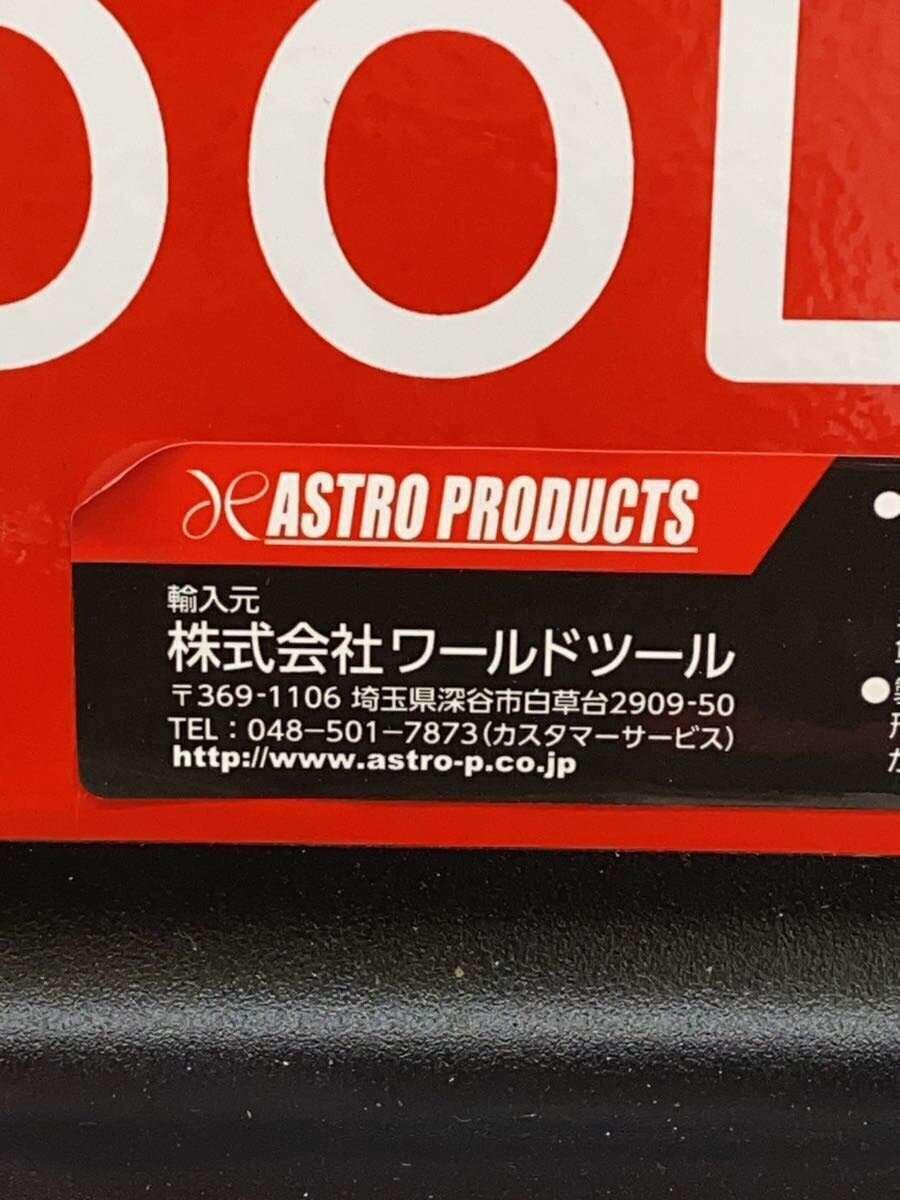 OOL
ASTRO PRODUCTS
輸入元
株式会社ワールドツール
〒369-1106 埼玉県深谷市白草台2909-50
TEL：048-501-7873（カスタマーサービス）
http://www.astro-p.co.jp
●
●製